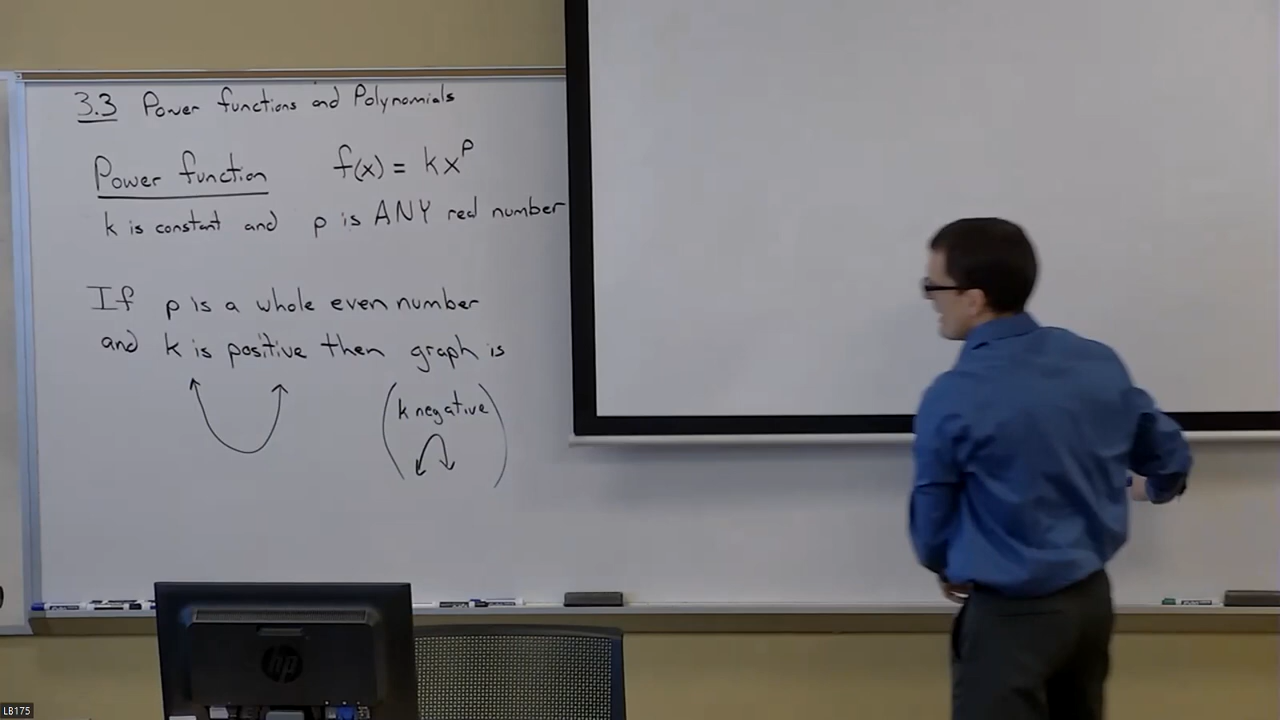 3.3 Power functions and Polynomials
Power function f(x) = kx^p
k is constant and p is ANY real number
If p is a whole even number
and k is positive then graph is
(k negative)
hp
LB175